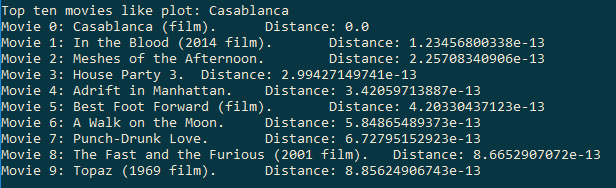 Top ten movies like plot: Casablanca
Movie 0: Casablanca (film). Distance: 0.0
Movie 1: In the Blood (2014 film). Distance: 1.23456800338e-13
Movie 2: Meshes of the Afternoon. Distance: 2.25708340906e-13
Movie 3: House Party 3. Distance: 2.99427149741e-13
Movie 4: Adrift in Manhattan. Distance: 3.42059713887e-13
Movie 5: Best Foot Forward (film). Distance: 4.20330437123e-13
Movie 6: A Walk on the Moon. Distance: 5.84865489373e-13
Movie 7: Punch-Drunk Love. Distance: 6.72795152923e-13
Movie 8: The Fast and the Furious (2001 film). Distance: 8.6652907072e-13
Movie 9: Topaz (1969 film). Distance: 8.85624906743e-13